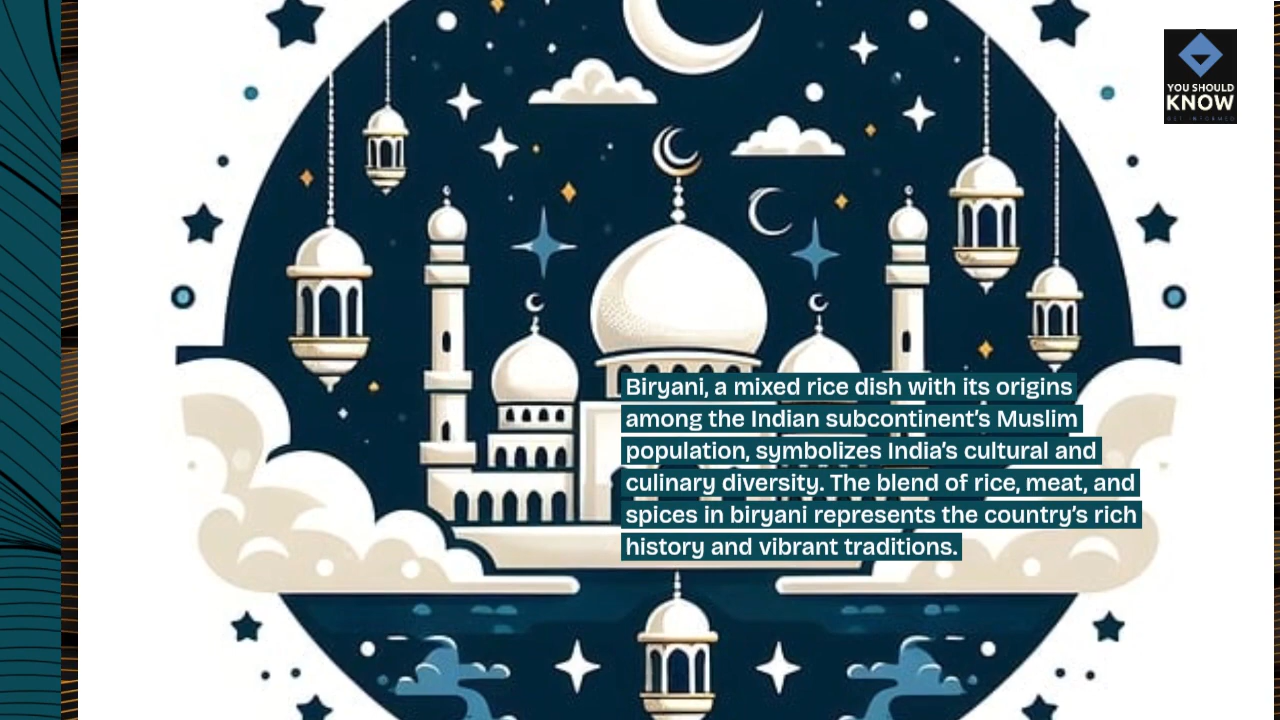 YOU SHOULD
KNOW
GET INFORMED
Biryani, a mixed rice dish with its origins
among the Indian subcontinent's Muslim
population, symbolizes India's cultural and
culinary diversity. The blend of rice, meat, and
spices in biryani represents the country's rich
history and vibrant traditions.